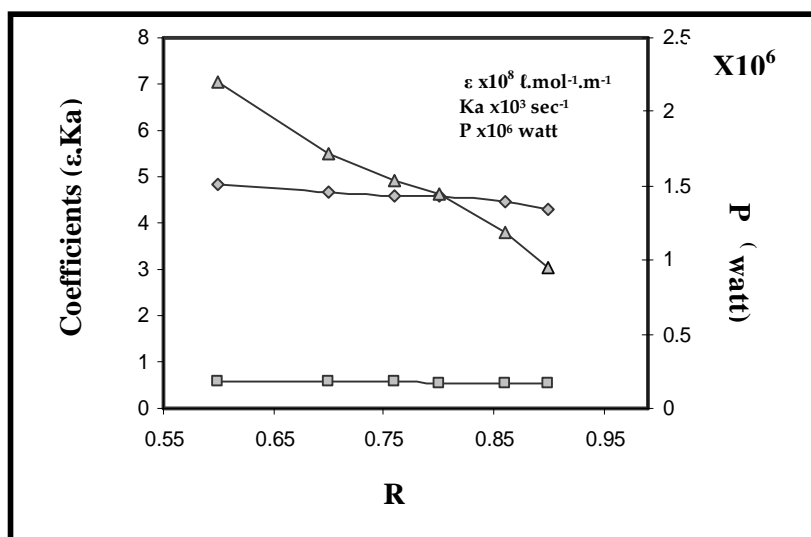 X10⁶
ε x10⁸ ℓ.mol⁻¹.m⁻¹
Ka x10³ sec⁻¹
P x10⁶ watt
Coefficients (ε,Ka)
8
7
6
5
4
3
2
1
0
2.5
2
1.5
1
0.5
0
P (watt)
0.55 0.65 0.75 0.85 0.95
R